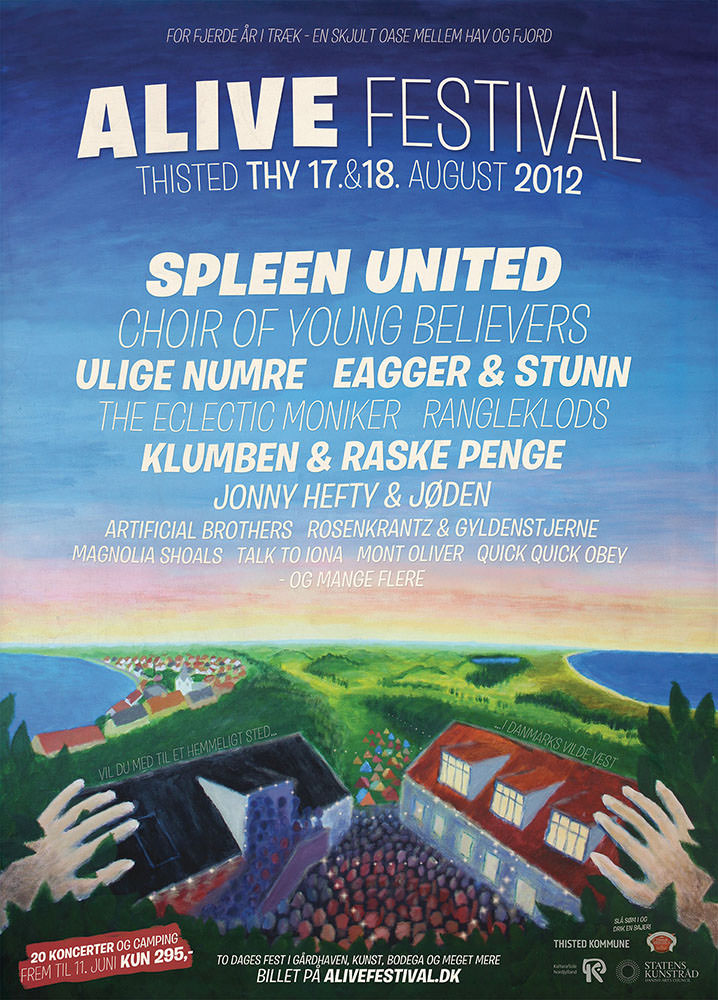 FOR FJERDE ÅR I TRÆK - EN SKJULT OASE MELLEM HAV OG FJORD
ALIVE FESTIVAL
THISTED THY 17.&18. AUGUST 2012
SPLEEN UNITED
CHOIR OF YOUNG BELIEVERS
ULIGE NUMRE EAGGER & STUNN
THE ECLECTIC MONIKER RANGLEKLODS
KLUMBEN & RASKE PENGE
JONNY HEFTY & JØDEN
ARTIFICIAL BROTHERS ROSENKRANTZ & GYLDENSTJERNE
MAGNOLIA SHOALS TALK TO IONA MONT OLIVER QUICK QUICK OBEY
- OG MANGE FLERE
VIL DU MED TIL ET HEMMELIGT STED...
...I DANMARKS VILDE VEST
20 KONCERTER OG CAMPING
FREM TIL 11. JUNI KUN 295,-
TO DAGES FEST I GÅRDHAVEN, KUNST, BODEGA OG MEGET MERE
BILLET PÅ ALIVEFESTIVAL.DK
SLÅ SØM I OG
DRIK EN BAJER!
THISTED KOMMUNE
Kulturaftale
Nordjylland
STATENS
KUNSTRÅD
DANISH ARTS COUNCIL